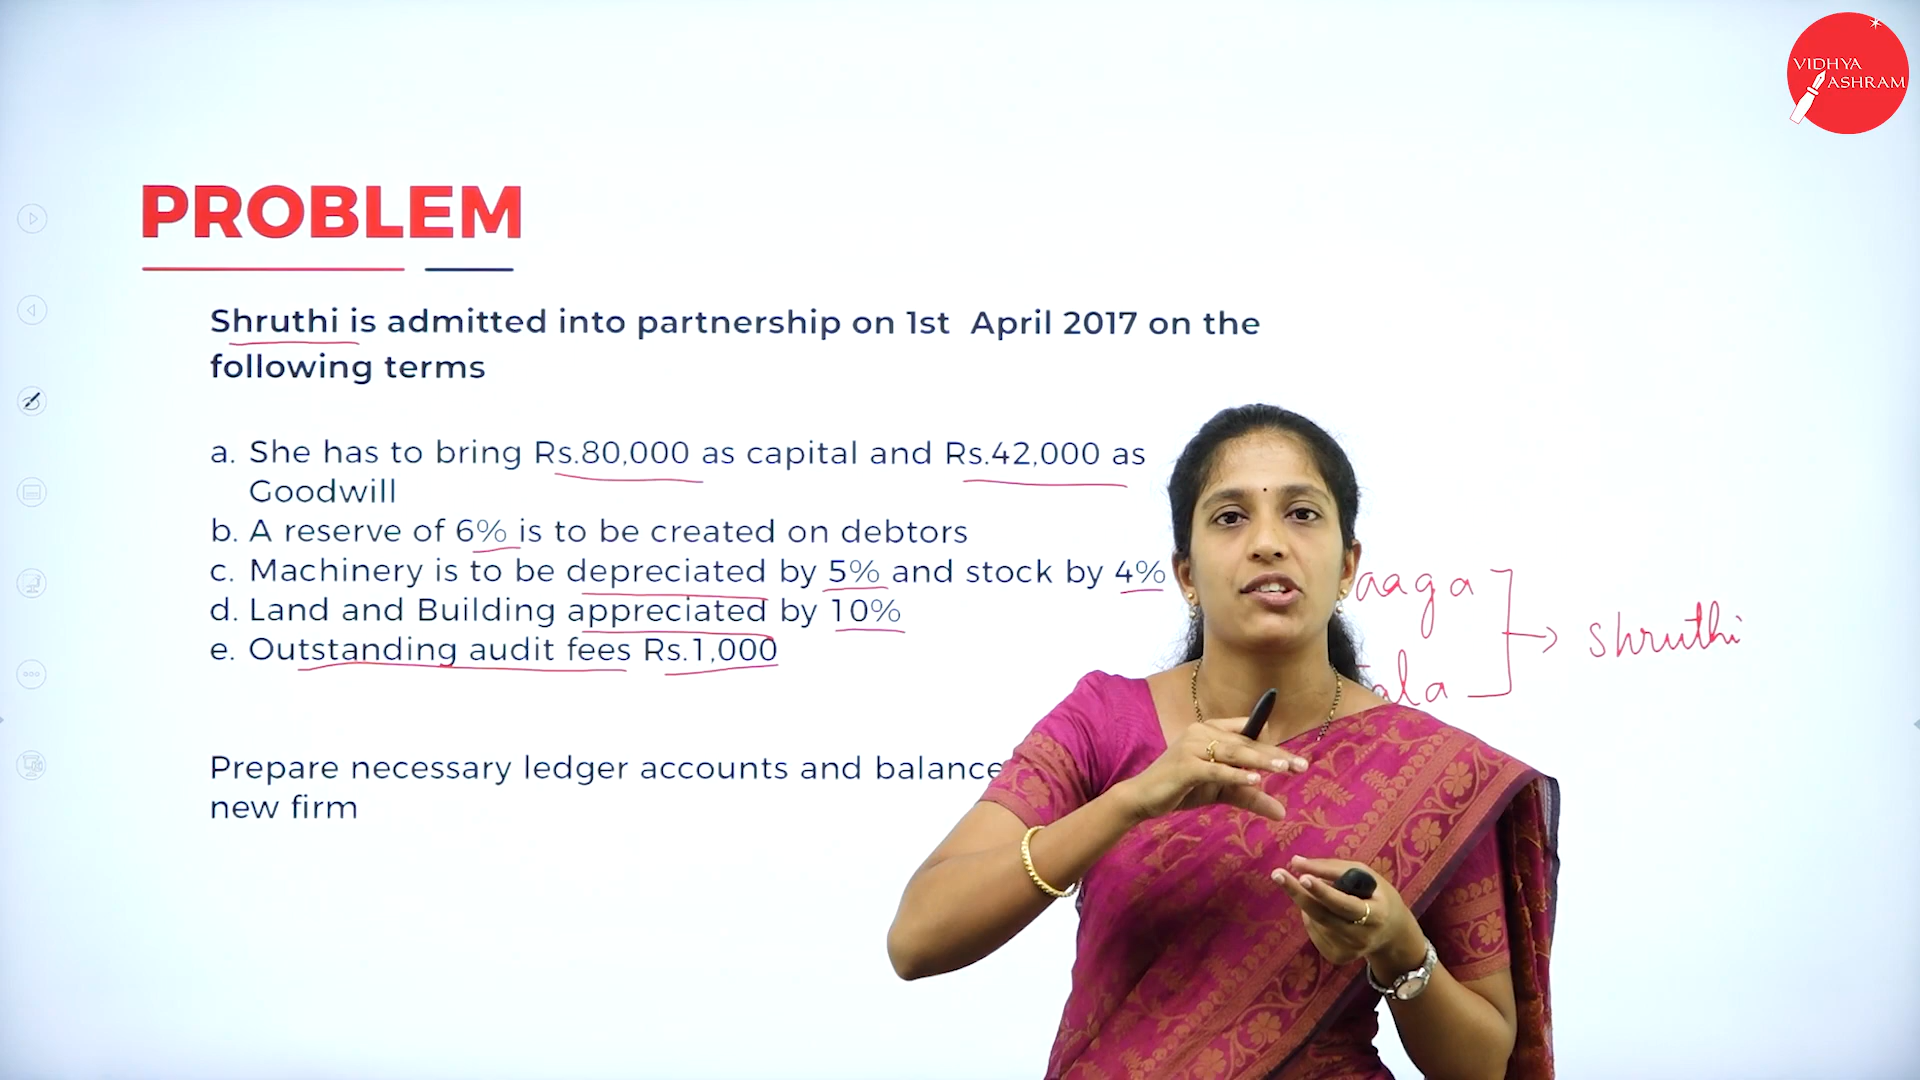 VIDHYA
ASHRAM
PROBLEM
Shruthi is admitted into partnership on 1st April 2017 on the
following terms
a. She has to bring Rs.80,000 as capital and Rs.42,000 as
Goodwill
b. A reserve of 6% is to be created on debtors
c. Machinery is to be depreciated by 5% and stock by 4%
d. Land and Building appreciated by 10%
e. Outstanding audit fees Rs.1,000
Prepare necessary ledger accounts and balance
new firm
aaga
ala
Shruthi